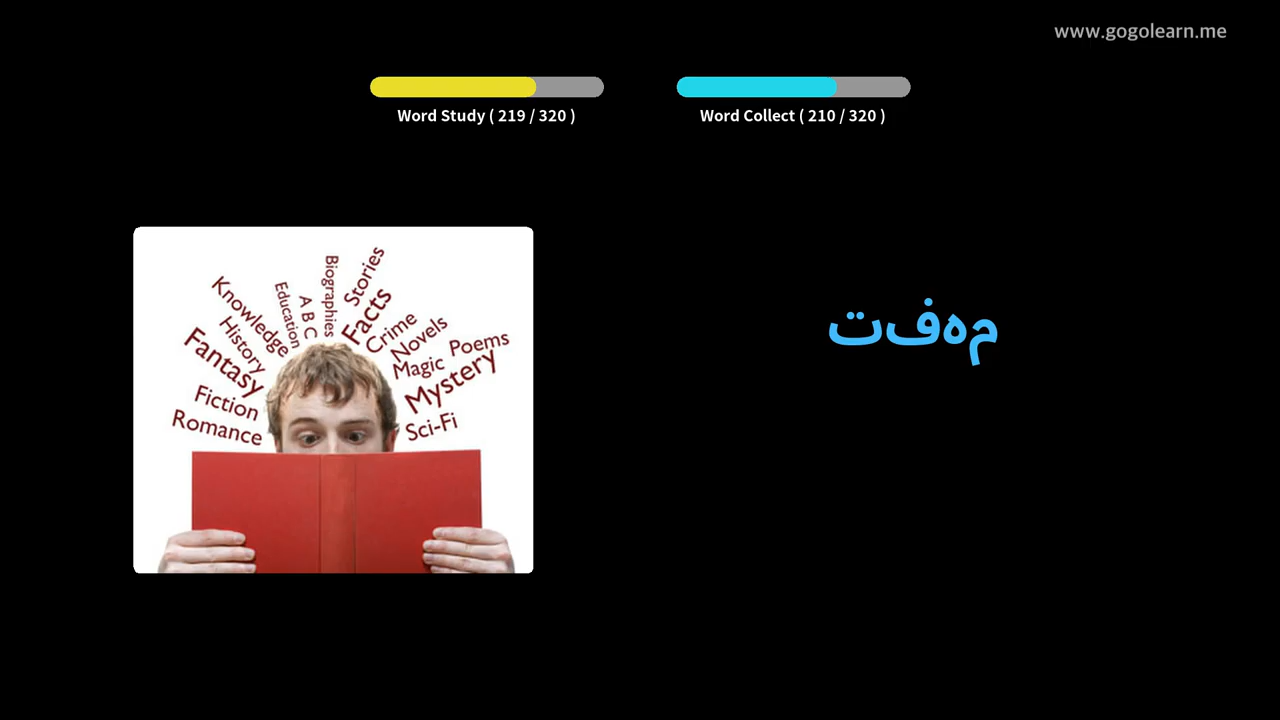 www.gogolearn.me
Word Study ( 219 / 320 )
Word Collect ( 210 / 320 )
Biographies
Stories
Education
A B C
Facts
Knowledge
History
Crime
Novels
Poems
Fantasy
Magic
Mystery
Fiction
Romance
Sci-Fi
مهفت